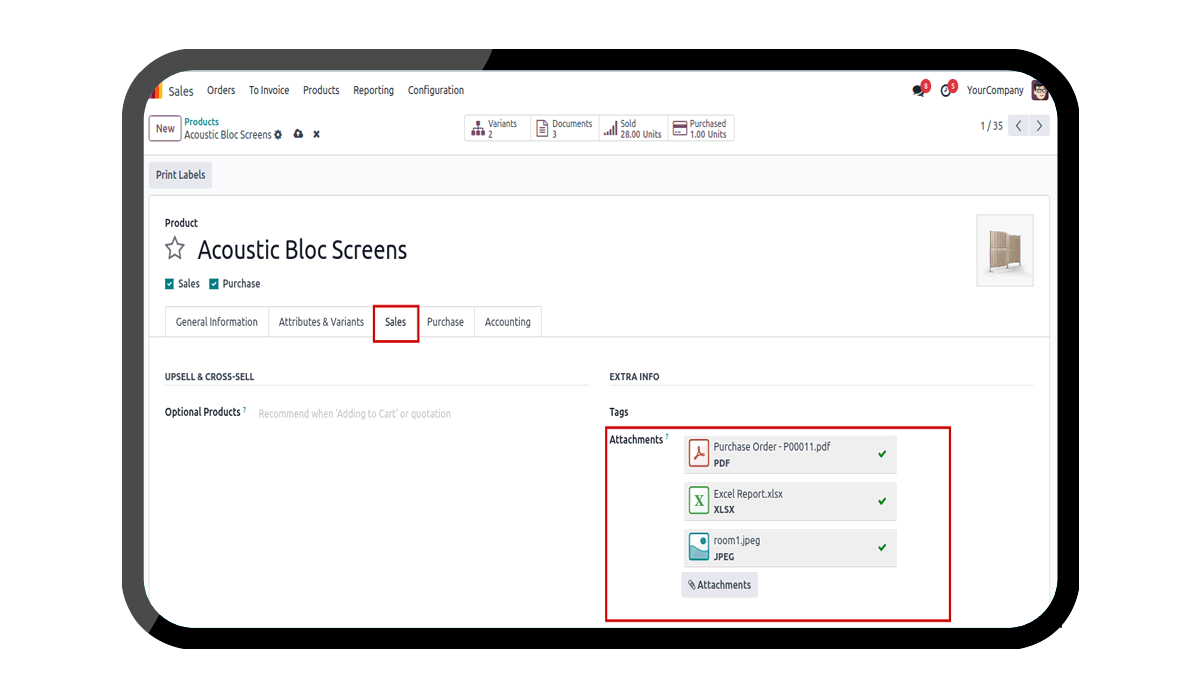 Sales Orders To Invoice Products Reporting Configuration 8 5 YourCompany
New Products
Acoustic Bloc Screens
Variants
2
Documents
3
Sold
28.00 Units
Purchased
1.00 Units
1 / 35
Print Labels
Product
Acoustic Bloc Screens
Sales Purchase
General Information Attributes & Variants Sales Purchase Accounting
UPSELL & CROSS-SELL
Optional Products ? Recommend when 'Adding to Cart' or quotation
EXTRA INFO
Tags
Attachments ?
Purchase Order - P00011.pdf
PDF
X
Excel Report.xlsx
XLSX
room1.jpeg
JPEG
Attachments